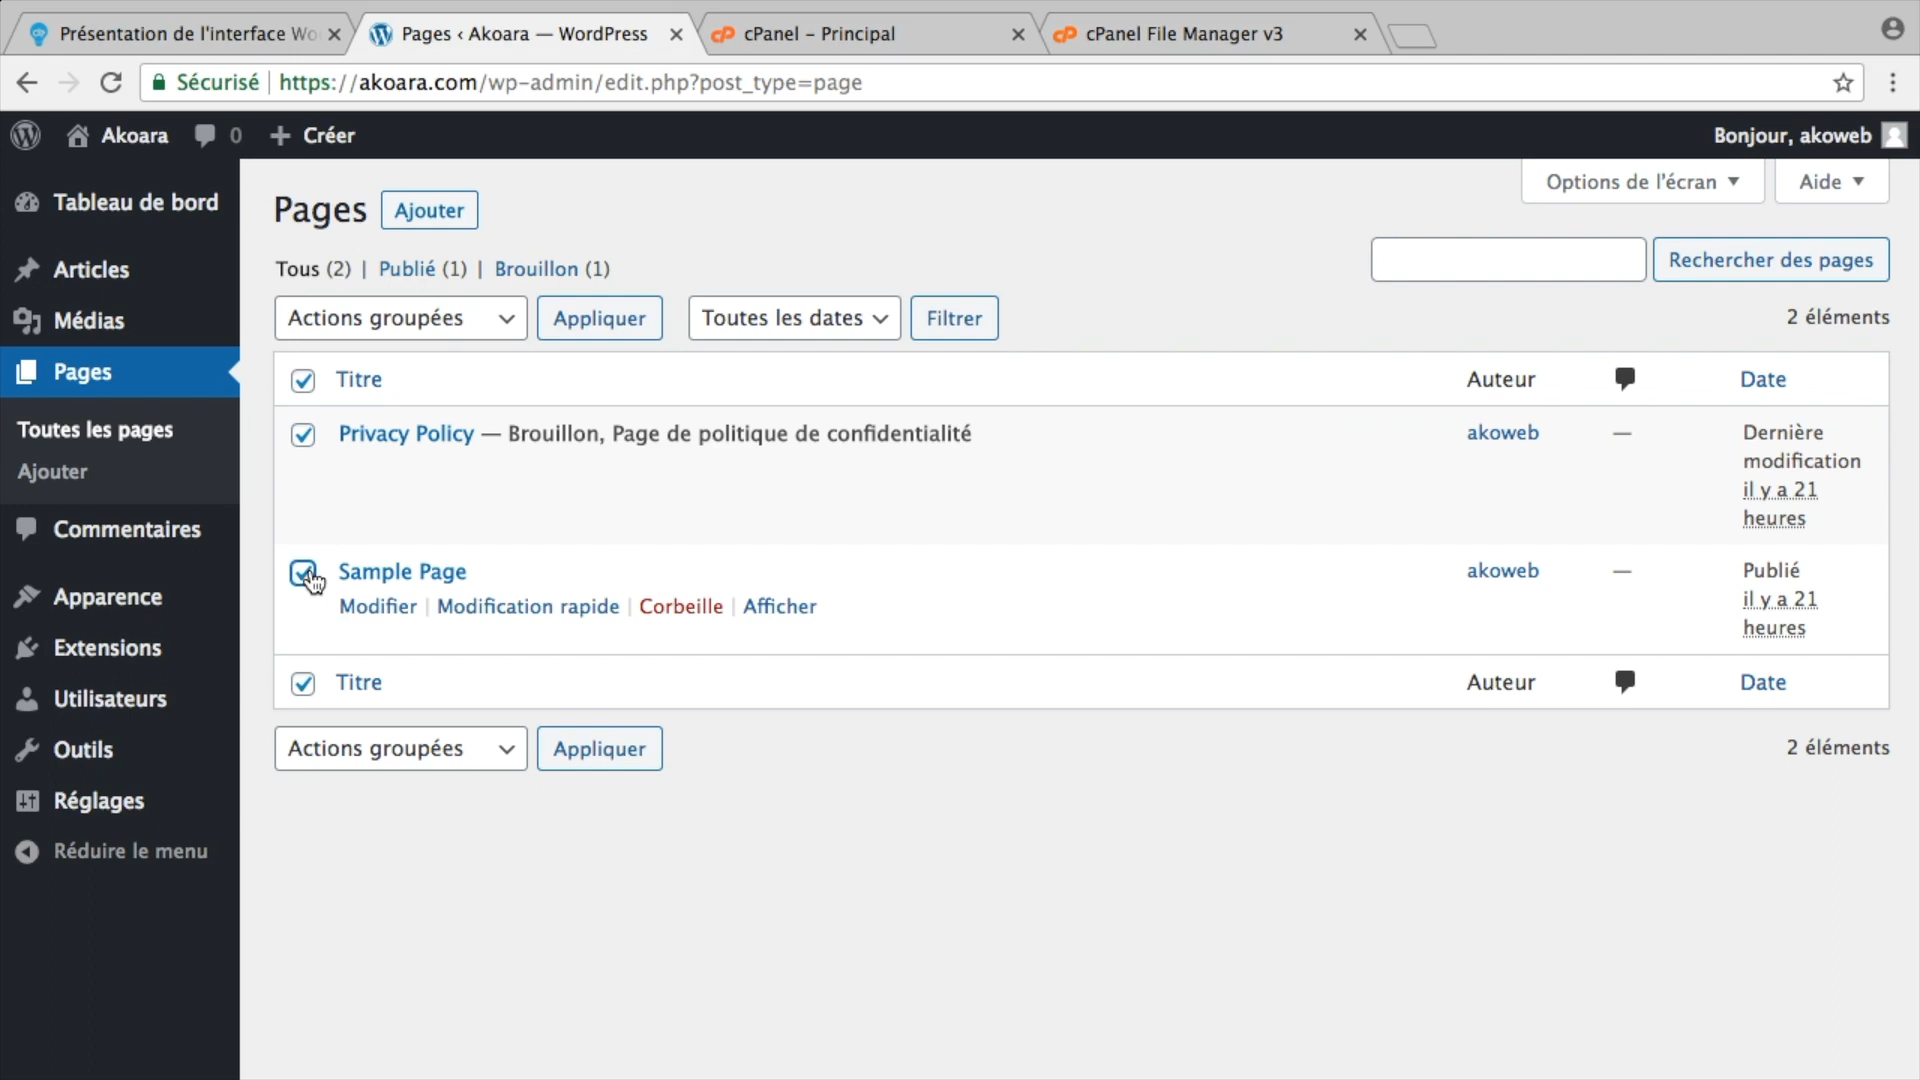 Présentation de l'interface Wo
Pages ‹ Akoara — WordPress
cPanel – Principal
cPanel File Manager v3
Sécurisé
https://akoara.com/wp-admin/edit.php?post_type=page
Akoara
0
Créer
Bonjour, akoweb
Tableau de bord
Articles
Médias
Pages
Toutes les pages
Ajouter
Commentaires
Apparence
Extensions
Utilisateurs
Outils
Réglages
Réduire le menu
Options de l'écran
Aide
Pages
Ajouter
Tous (2) | Publié (1) | Brouillon (1)
Rechercher des pages
Actions groupées
Appliquer
Toutes les dates
Filtrer
2 éléments
Titre
Auteur
Date
Privacy Policy — Brouillon, Page de politique de confidentialité
akoweb
—
Dernière
modification
il y a 21
heures
Sample Page
Modifier | Modification rapide | Corbeille | Afficher
akoweb
—
Publié
il y a 21
heures
Titre
Auteur
Date
Actions groupées
Appliquer
2 éléments